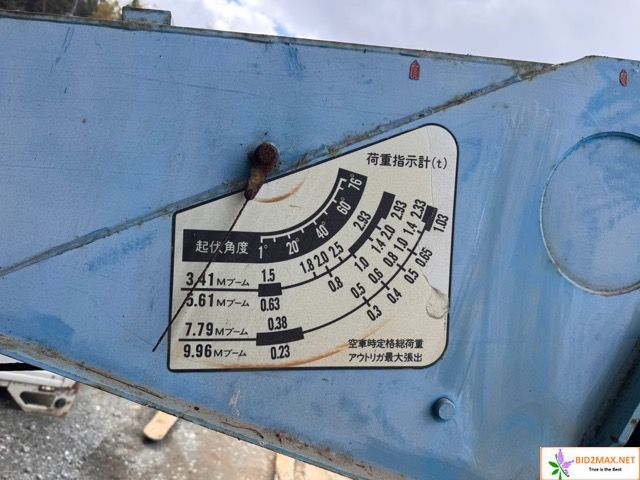 荷重指示計(t)
起伏角度 1° 20° 40° 60° 76°
3.41Mブーム 1.5 1.8 2.0 2.5 2.93
5.61Mブーム 0.63 0.8 1.0 1.4 2.0 2.93
7.79Mブーム 0.38 0.5 0.6 0.8 1.0 1.4 2.33
9.96Mブーム 0.23 0.3 0.4 0.5 0.65 1.03
空車時定格総荷重
アウトリガ最大張出
BID2MAX.NET
True is the Best